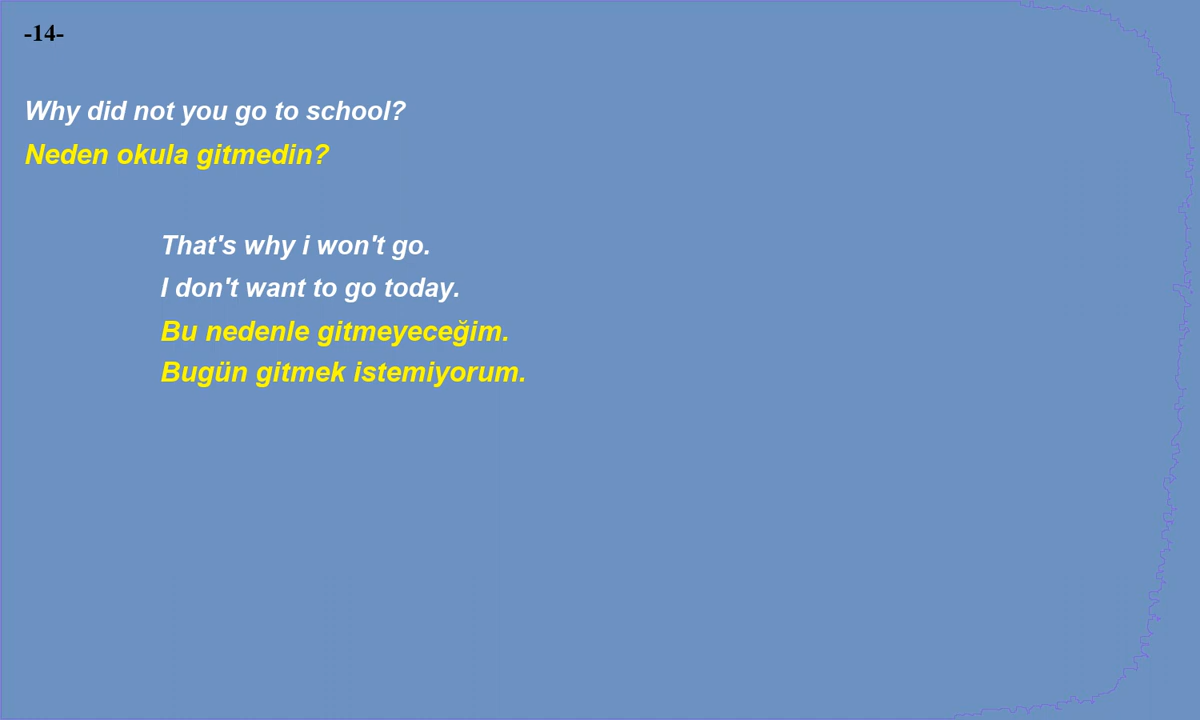 -14-
Why did not you go to school?
Neden okula gitmedin?
That's why i won't go.
I don't want to go today.
Bu nedenle gitmeyeceğim.
Bugün gitmek istemiyorum.